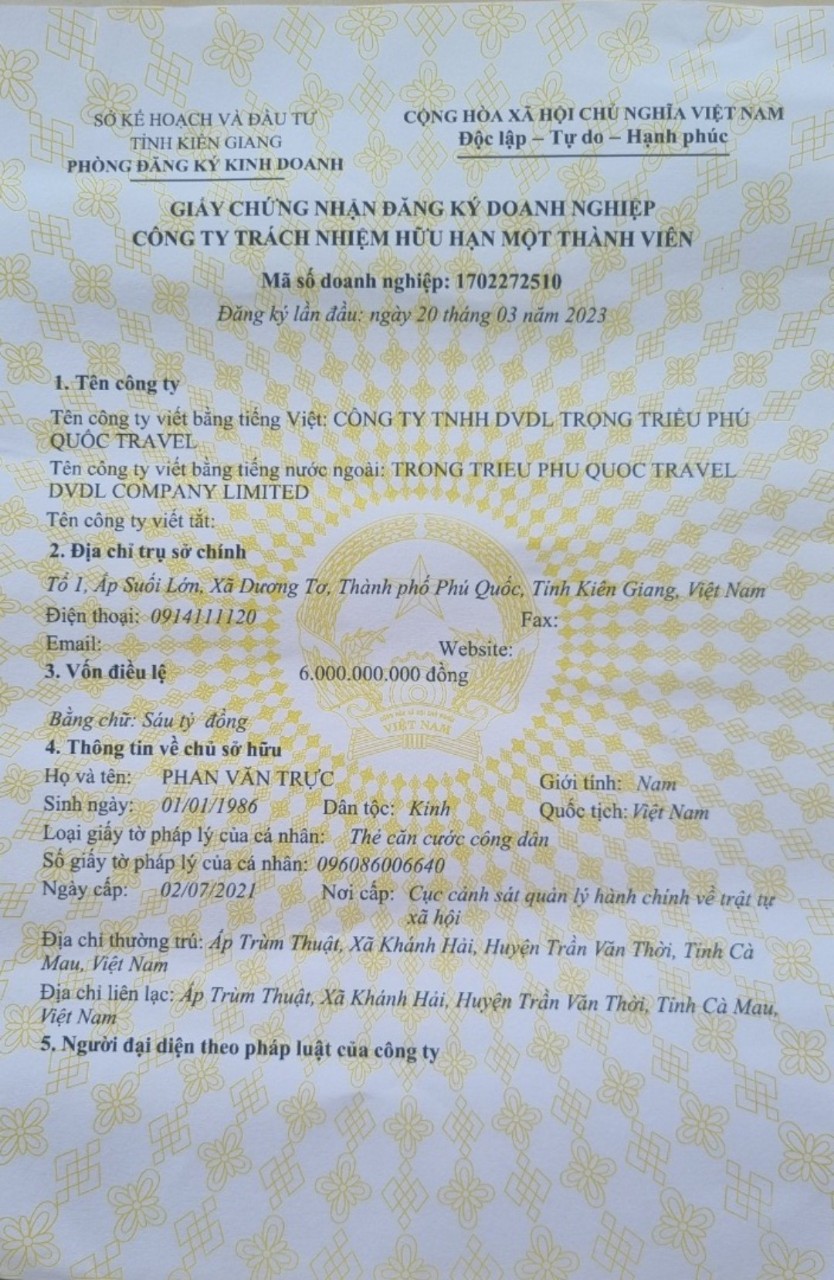 SỞ KẾ HOẠCH VÀ ĐẦU TƯ
TỈNH KIÊN GIANG
PHÒNG ĐĂNG KÝ KINH DOANH
CỘNG HÒA XÃ HỘI CHỦ NGHĨA VIỆT NAM
Độc lập – Tự do – Hạnh phúc
GIẤY CHỨNG NHẬN ĐĂNG KÝ DOANH NGHIỆP
CÔNG TY TRÁCH NHIỆM HỮU HẠN MỘT THÀNH VIÊN
Mã số doanh nghiệp: 1702272510
Đăng ký lần đầu: ngày 20 tháng 03 năm 2023
1. Tên công ty
Tên công ty viết bằng tiếng Việt: CÔNG TY TNHH DVDL TRỌNG TRIỀU PHÚ
QUỐC TRAVEL
Tên công ty viết bằng tiếng nước ngoài: TRONG TRIEU PHU QUOC TRAVEL
DVDL COMPANY LIMITED
Tên công ty viết tắt:
2. Địa chỉ trụ sở chính
Tổ 1, Ấp Suối Lớn, Xã Dương Tơ, Thành phố Phú Quốc, Tỉnh Kiên Giang, Việt Nam
Điện thoại: 0914111120 Fax:
Email: Website:
3. Vốn điều lệ 6.000.000.000 đồng
Bằng chữ: Sáu tỷ đồng
VIỆT NAM
4. Thông tin về chủ sở hữu
Họ và tên: PHAN VĂN TRỰC Giới tính: Nam
Sinh ngày: 01/01/1986 Dân tộc: Kinh Quốc tịch: Việt Nam
Loại giấy tờ pháp lý của cá nhân: Thẻ căn cước công dân
Số giấy tờ pháp lý của cá nhân: 096086006640
Ngày cấp: 02/07/2021 Nơi cấp: Cục cảnh sát quản lý hành chính về trật tự
xã hội
Địa chỉ thường trú: Ấp Trùm Thuật, Xã Khánh Hải, Huyện Trần Văn Thời, Tỉnh Cà
Mau, Việt Nam
Địa chỉ liên lạc: Ấp Trùm Thuật, Xã Khánh Hải, Huyện Trần Văn Thời, Tỉnh Cà Mau,
Việt Nam
5. Người đại diện theo pháp luật của công ty